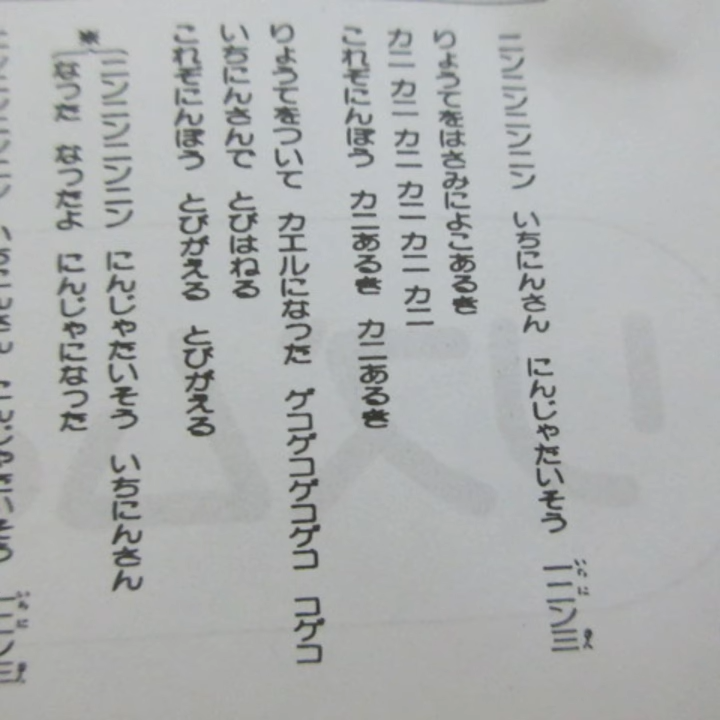 ニンニンニンニン いちにんさん にんじゃたいそう 一二ン三
りょうてをはさみによこあるき
カニ カニ カニ カニ カニ カニ
これぞにんぽう カニあるき カニあるき
りょうてをついて カエルになった ゲコゲコゲコゲコ コゲコ
いちにんさんで とびはねる
これぞにんぽう とびがえる とびがえる
※
ニンニンニンニン にんじゃたいそう いちにんさん
なった なったよ にんじゃになった